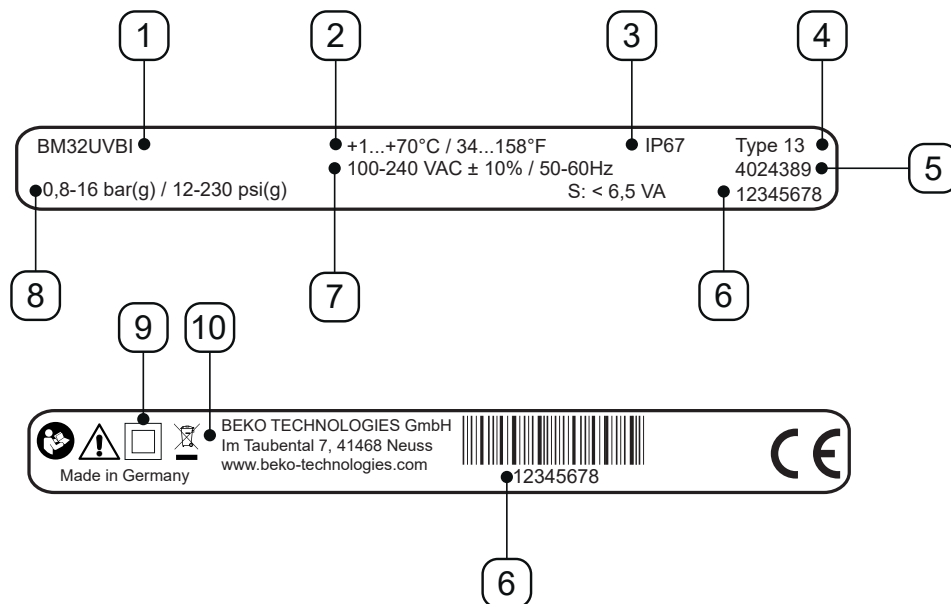 1 2 3 4
BM32UVBI +1...+70°C / 34...158°F IP67 Type 13
100-240 VAC ± 10% / 50-60Hz 4024389 5
0,8-16 bar(g) / 12-230 psi(g) S: < 6,5 VA 12345678
8 7 6
9 10
BEKO TECHNOLOGIES GmbH
Im Taubental 7, 41468 Neuss
www.beko-technologies.com
Made in Germany
12345678
CE
6